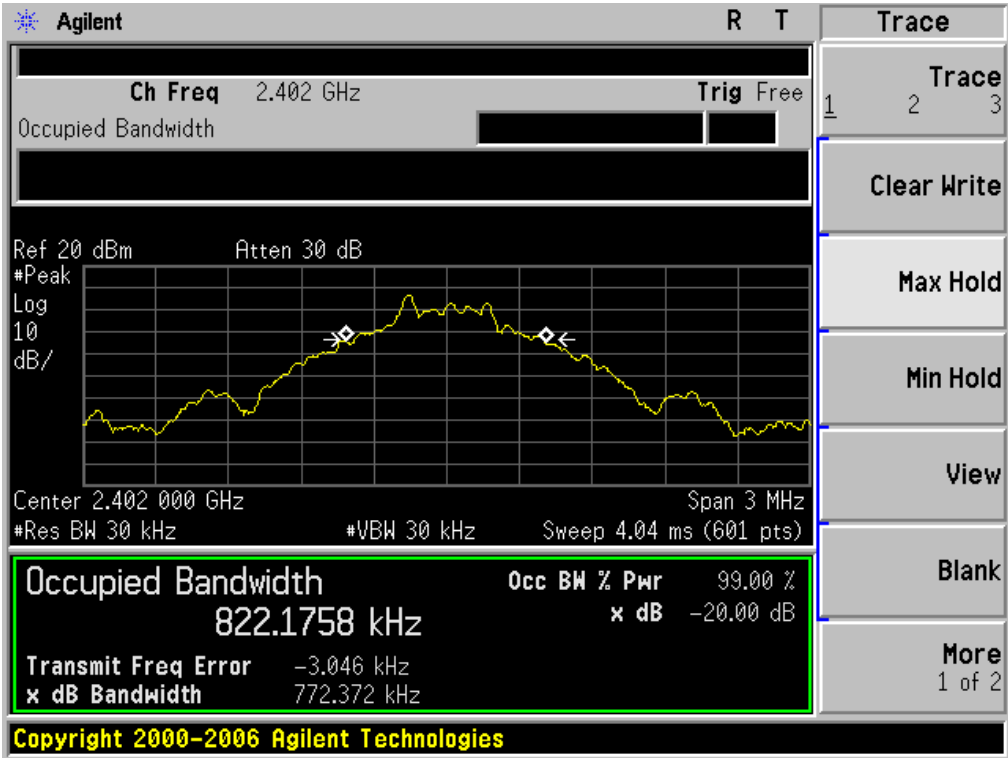 Agilent R T
Ch Freq 2.402 GHz Trig Free
Occupied Bandwidth
Ref 20 dBm Atten 30 dB
#Peak
Log
10
dB/
Center 2.402 000 GHz Span 3 MHz
#Res BW 30 kHz #VBW 30 kHz Sweep 4.04 ms (601 pts)
Occupied Bandwidth Occ BW % Pwr 99.00 %
822.1758 kHz x dB -20.00 dB
Transmit Freq Error -3.046 kHz
x dB Bandwidth 772.372 kHz
Copyright 2000-2006 Agilent Technologies
Trace
Trace
1 2 3
Clear Write
Max Hold
Min Hold
View
Blank
More
1 of 2